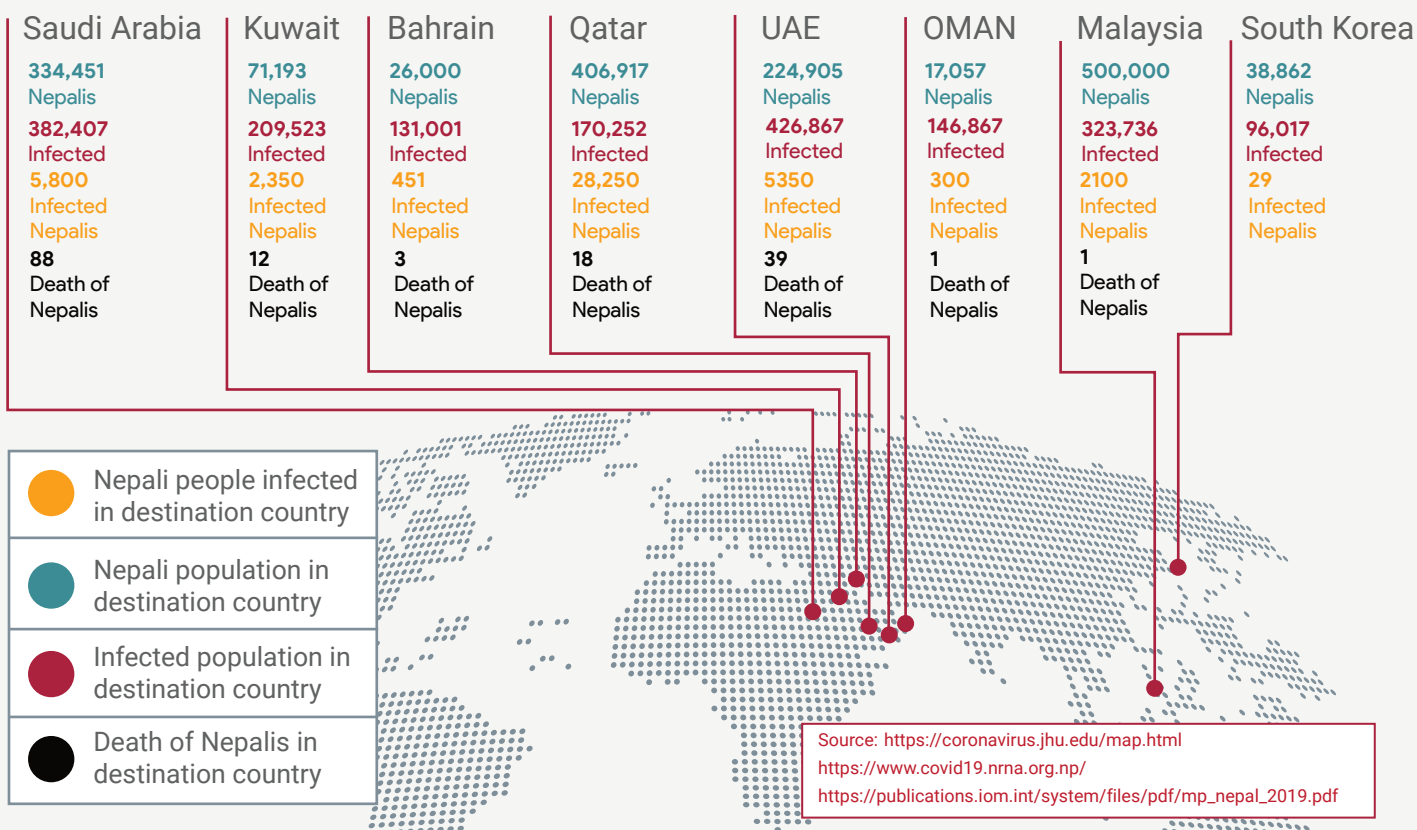 Saudi Arabia
334,451
Nepalis
382,407
Infected
5,800
Infected
Nepalis
88
Death of
Nepalis
Kuwait
71,193
Nepalis
209,523
Infected
2,350
Infected
Nepalis
12
Death of
Nepalis
Bahrain
26,000
Nepalis
131,001
Infected
451
Infected
Nepalis
3
Death of
Nepalis
Qatar
406,917
Nepalis
170,252
Infected
28,250
Infected
Nepalis
18
Death of
Nepalis
UAE
224,905
Nepalis
426,867
Infected
5350
Infected
Nepalis
39
Death of
Nepalis
OMAN
17,057
Nepalis
146,867
Infected
300
Infected
Nepalis
1
Death of
Nepalis
Malaysia
500,000
Nepalis
323,736
Infected
2100
Infected
Nepalis
1
Death of
Nepalis
South Korea
38,862
Nepalis
96,017
Infected
29
Infected
Nepalis
Nepali people infected
in destination country
Nepali population in
destination country
Infected population in
destination country
Death of Nepalis in
destination country
Source: https://coronavirus.jhu.edu/map.html
https://www.covid19.nrna.org.np/
https://publications.iom.int/system/files/pdf/mp_nepal_2019.pdf